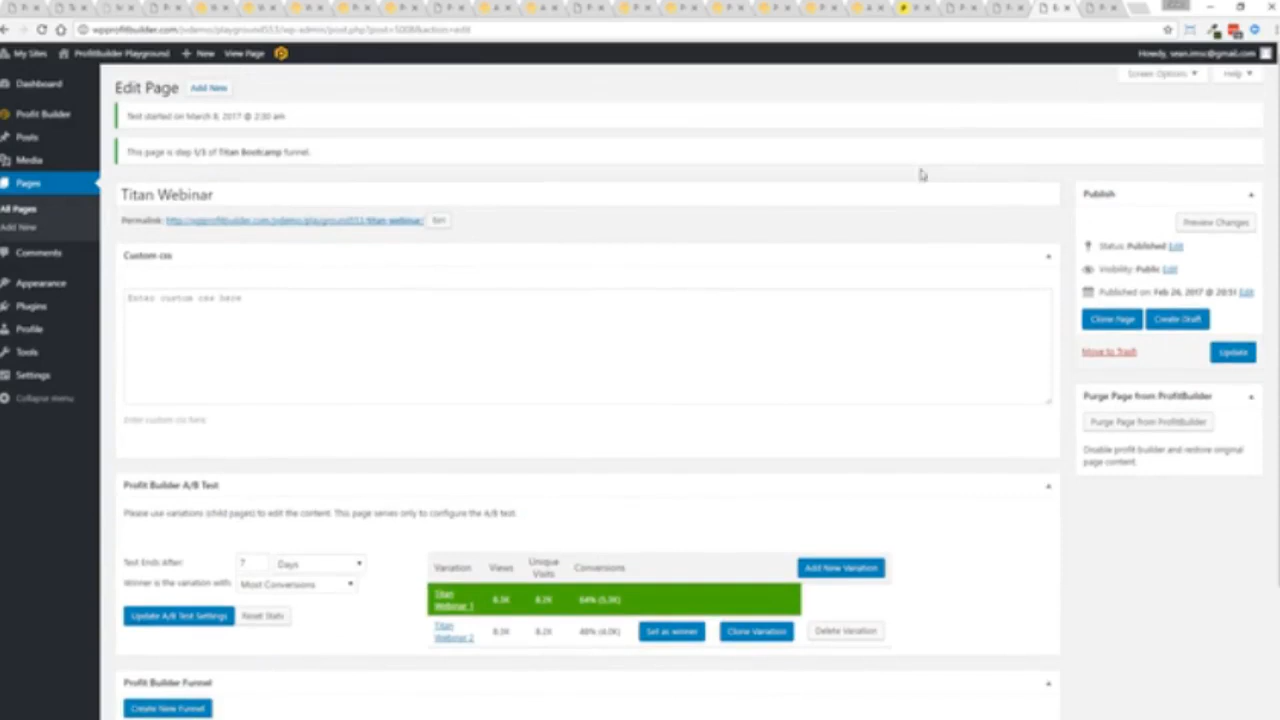 wpprofitbuilder.com
My Sites ProfitBuilder Playground + New View Page
Howdy,
Screen Options Help
Dashboard
Profit Builder
Posts
Media
Pages
All Pages
Add New
Comments
Appearance
Plugins
Profile
Tools
Settings
Collapse menu
Edit Page Add New
Test started on March 8, 2017 @ 2:30 am
This page is step 1/3 of Titan Bootcamp funnel.
Titan Webinar
Permalink: http://wpprofitbuilder.com/jvdemo/playground553/titan-webinar/ Edit
Custom css
Enter custom css here
Enter custom css here.
Profit Builder A/B Test
Please use variations (child pages) to edit the content. This page serves only to configure the A/B test.
Test Ends After: 7 Days
Winner is the variation with: Most Conversions
Update A/B Test Settings Reset Stats
Variation Views Unique Visits Conversions Add New Variation
Titan Webinar 1 8.3K 8.2K 64% (5.3K)
Titan Webinar 2 8.3K 8.2K 48% (4.0K) Set as winner Clone Variation Delete Variation
Profit Builder Funnel
Create New Funnel
Publish
Preview Changes
Status: Published Edit
Visibility: Public Edit
Published on: Feb 26, 2017 @ 20:51 Edit
Clone Page Create Draft
Move to Trash Update
Purge Page from ProfitBuilder
Purge Page from ProfitBuilder
Disable profit builder and restore original
page content.